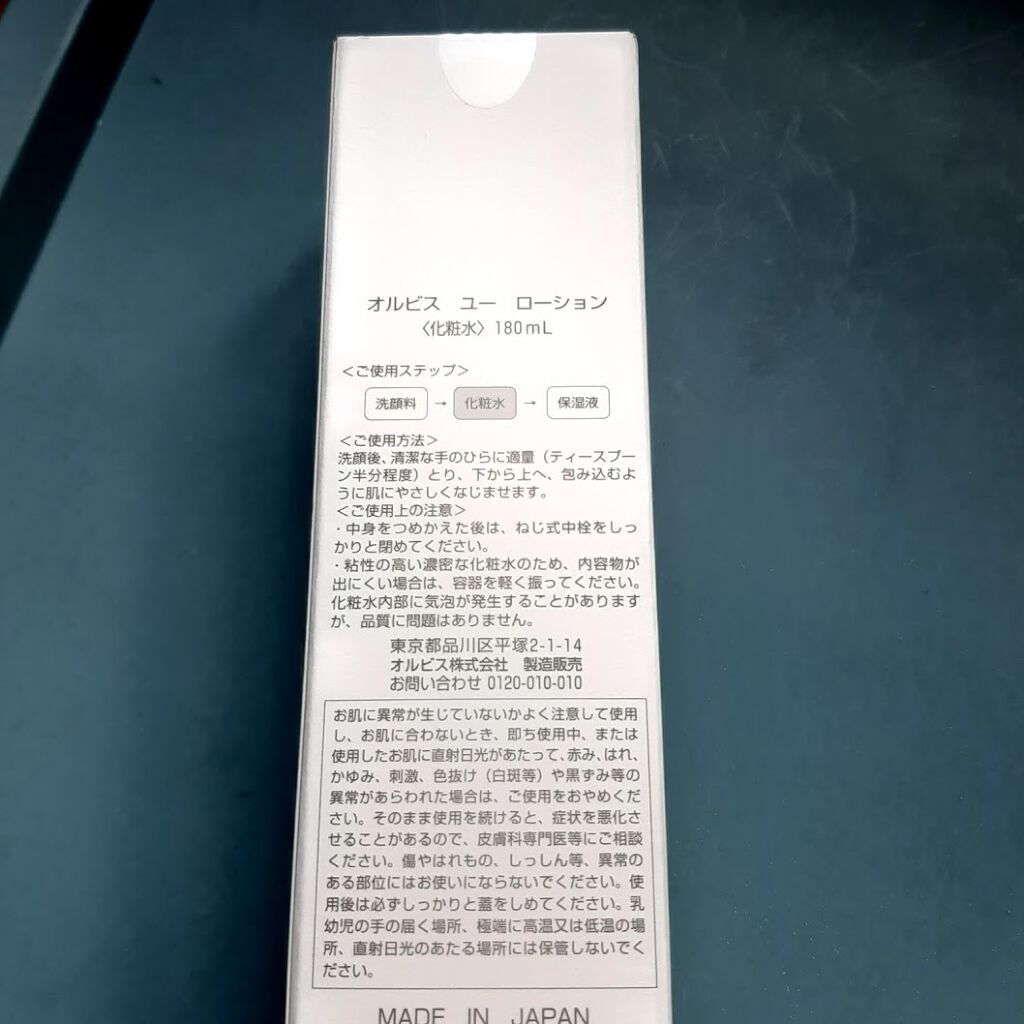 オルビス ユー ローション
〈化粧水〉180mL
＜ご使用ステップ＞
洗顔料 → 化粧水 → 保湿液
＜ご使用方法＞
洗顔後、清潔な手のひらに適量（ティースプー
ン半分程度）とり、下から上へ、包み込むよ
うに肌にやさしくなじませます。
＜ご使用上の注意＞
・中身をつめかえた後は、ねじ式中栓をしっ
かりと閉めてください。
・粘性の高い濃密な化粧水のため、内容物が
出にくい場合は、容器を軽く振ってください。
化粧水内部に気泡が発生することがあります
が、品質に問題はありません。
東京都品川区平塚2-1-14
オルビス株式会社 製造販売
お問い合わせ 0120-010-010
お肌に異常が生じていないかよく注意して使用
し、お肌に合わないとき、即ち使用中、または
使用したお肌に直射日光があたって、赤み、はれ、
かゆみ、刺激、色抜け（白斑等）や黒ずみ等の
異常があらわれた場合は、ご使用をおやめくだ
さい。そのまま使用を続けると、症状を悪化さ
せることがあるので、皮膚科専門医等にご相談
ください。傷やはれもの、しっしん等、異常の
ある部位にはお使いにならないでください。使
用後は必ずしっかりと蓋をしめてください。乳
幼児の手の届く場所、極端に高温又は低温の場
所、直射日光のあたる場所には保管しないでく
ださい。
MADE IN JAPAN